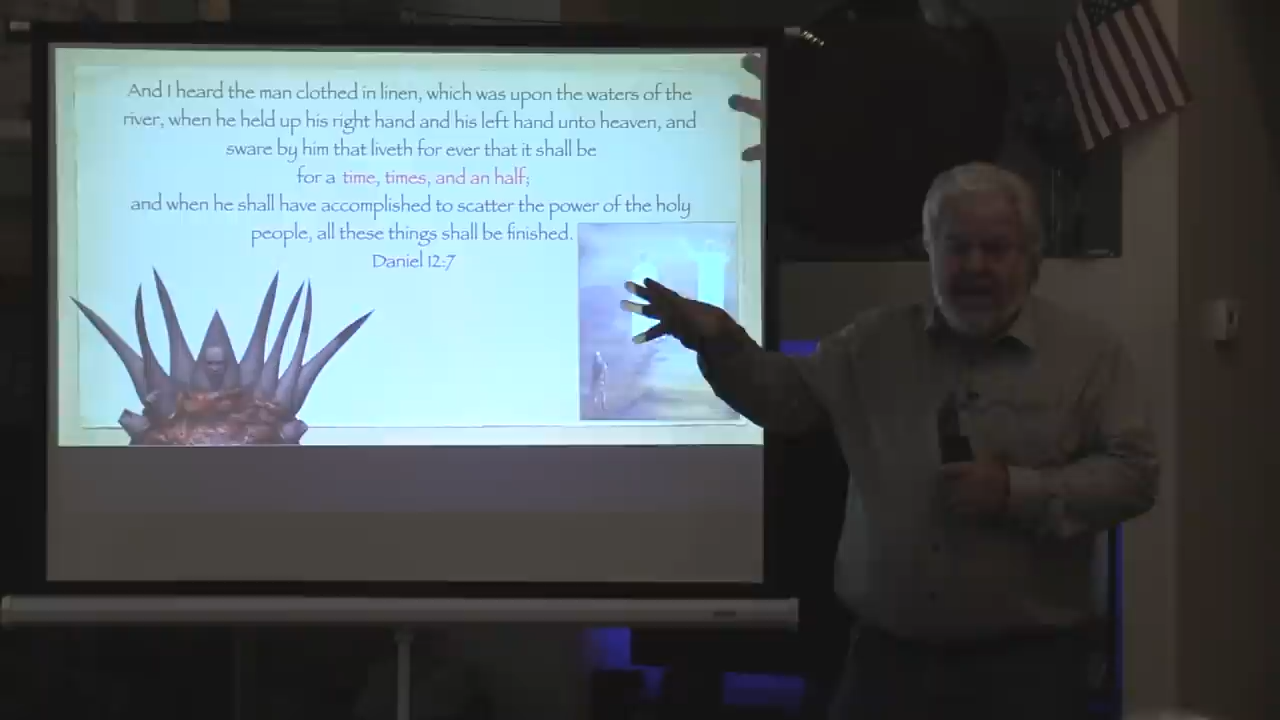 And I heard the man clothed in linen, which was upon the waters of the
river, when he held up his right hand and his left hand unto heaven, and
sware by him that liveth for ever that it shall be
for a time, times, and an half;
and when he shall have accomplished to scatter the power of the holy
people, all these things shall be finished.
Daniel 12:7